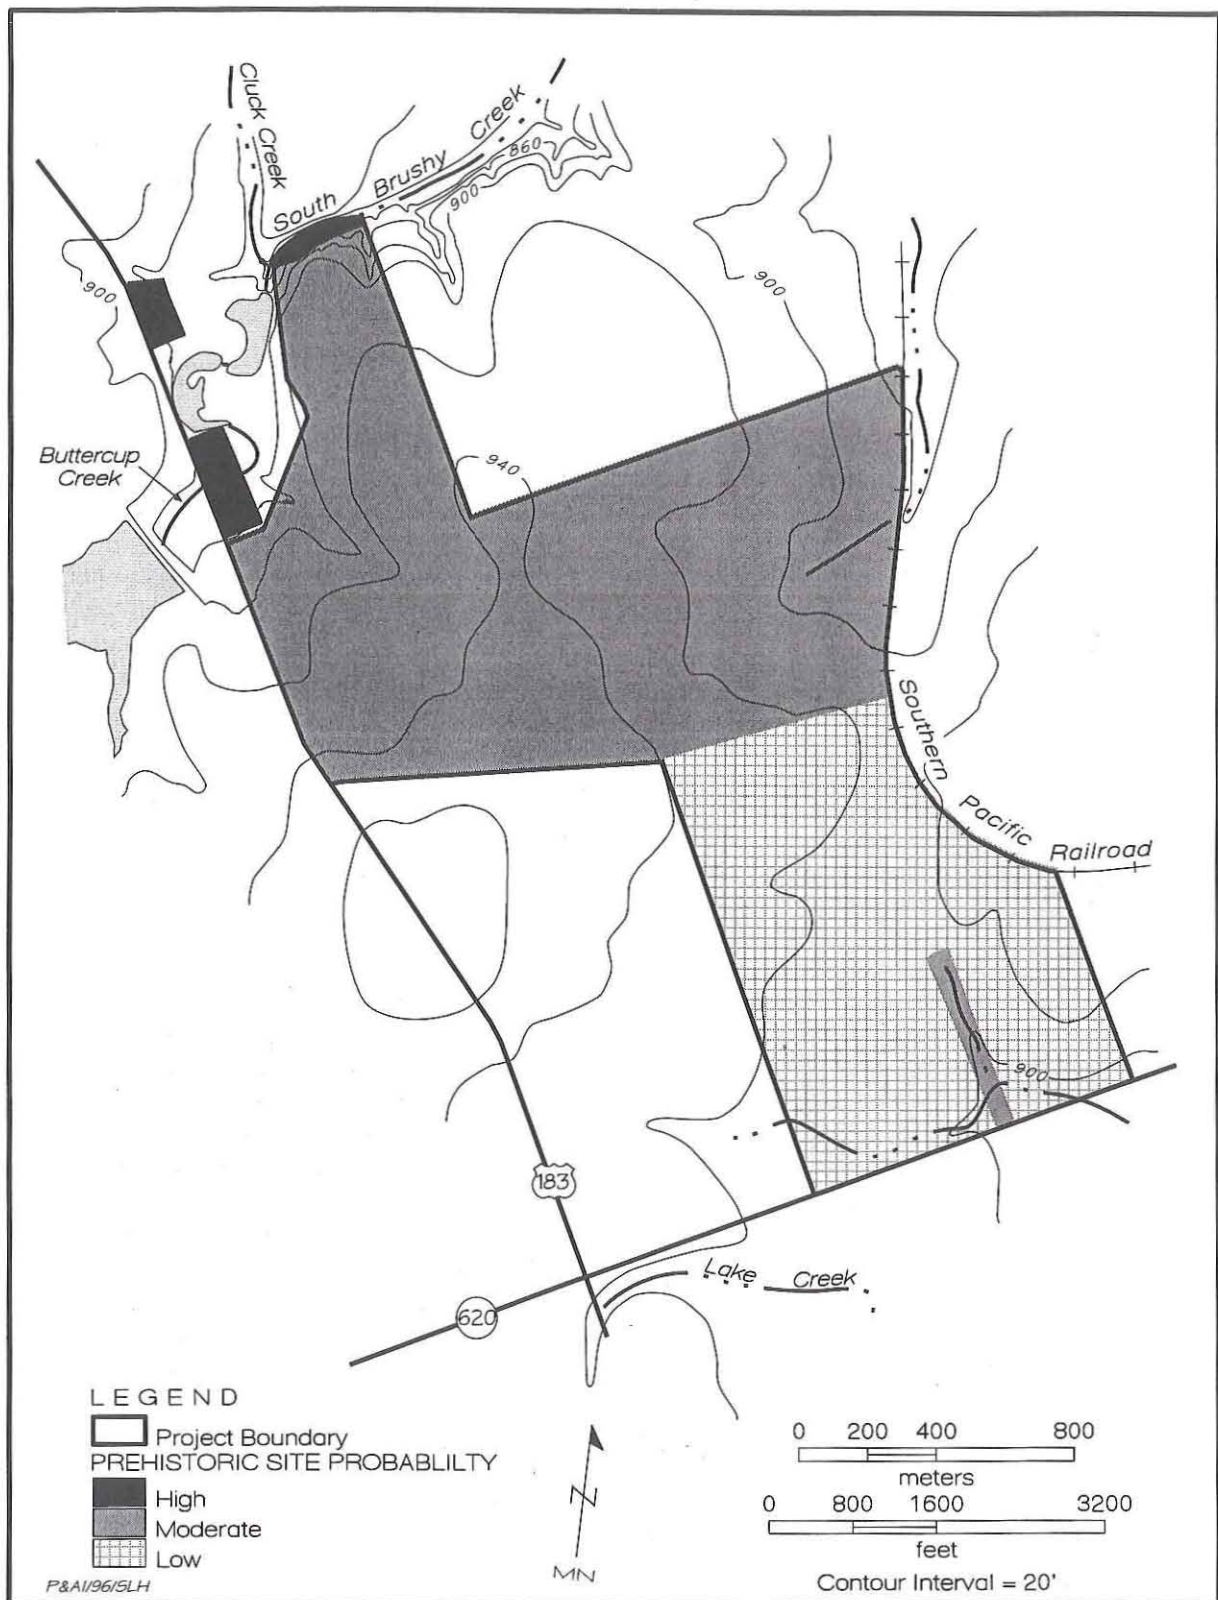 Cluck Creek
South Brushy Creek
860
900
900
900
Buttercup
Creek
940
Southern Pacific Railroad
900
183
Lake Creek
620
LEGEND
Project Boundary
PREHISTORIC SITE PROBABLILTY
High
Moderate
Low
P&AI/96/SLH
N
MN
0 200 400 800
meters
0 800 1600 3200
feet
Contour Interval = 20'